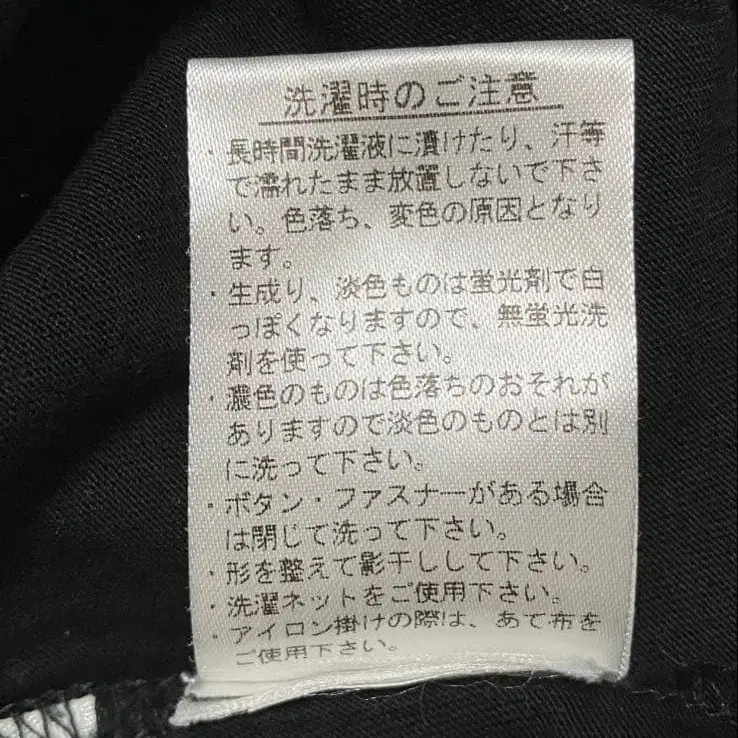 洗濯時のご注意
・長時間洗濯液に漬けたり、汗等
で濡れたまま放置しないで下さ
い。色落ち、変色の原因となり
ます。
・生成り、淡色ものは蛍光剤で白
っぽくなりますので、無蛍光洗
剤を使って下さい。
・濃色のものは色落ちのおそれが
ありますので淡色のものとは別
に洗って下さい。
・ボタン・ファスナーがある場合
は閉じて洗って下さい。
・形を整えて影干しして下さい。
・洗濯ネットをご使用下さい。
・アイロン掛けの際は、あて布を
ご使用下さい。